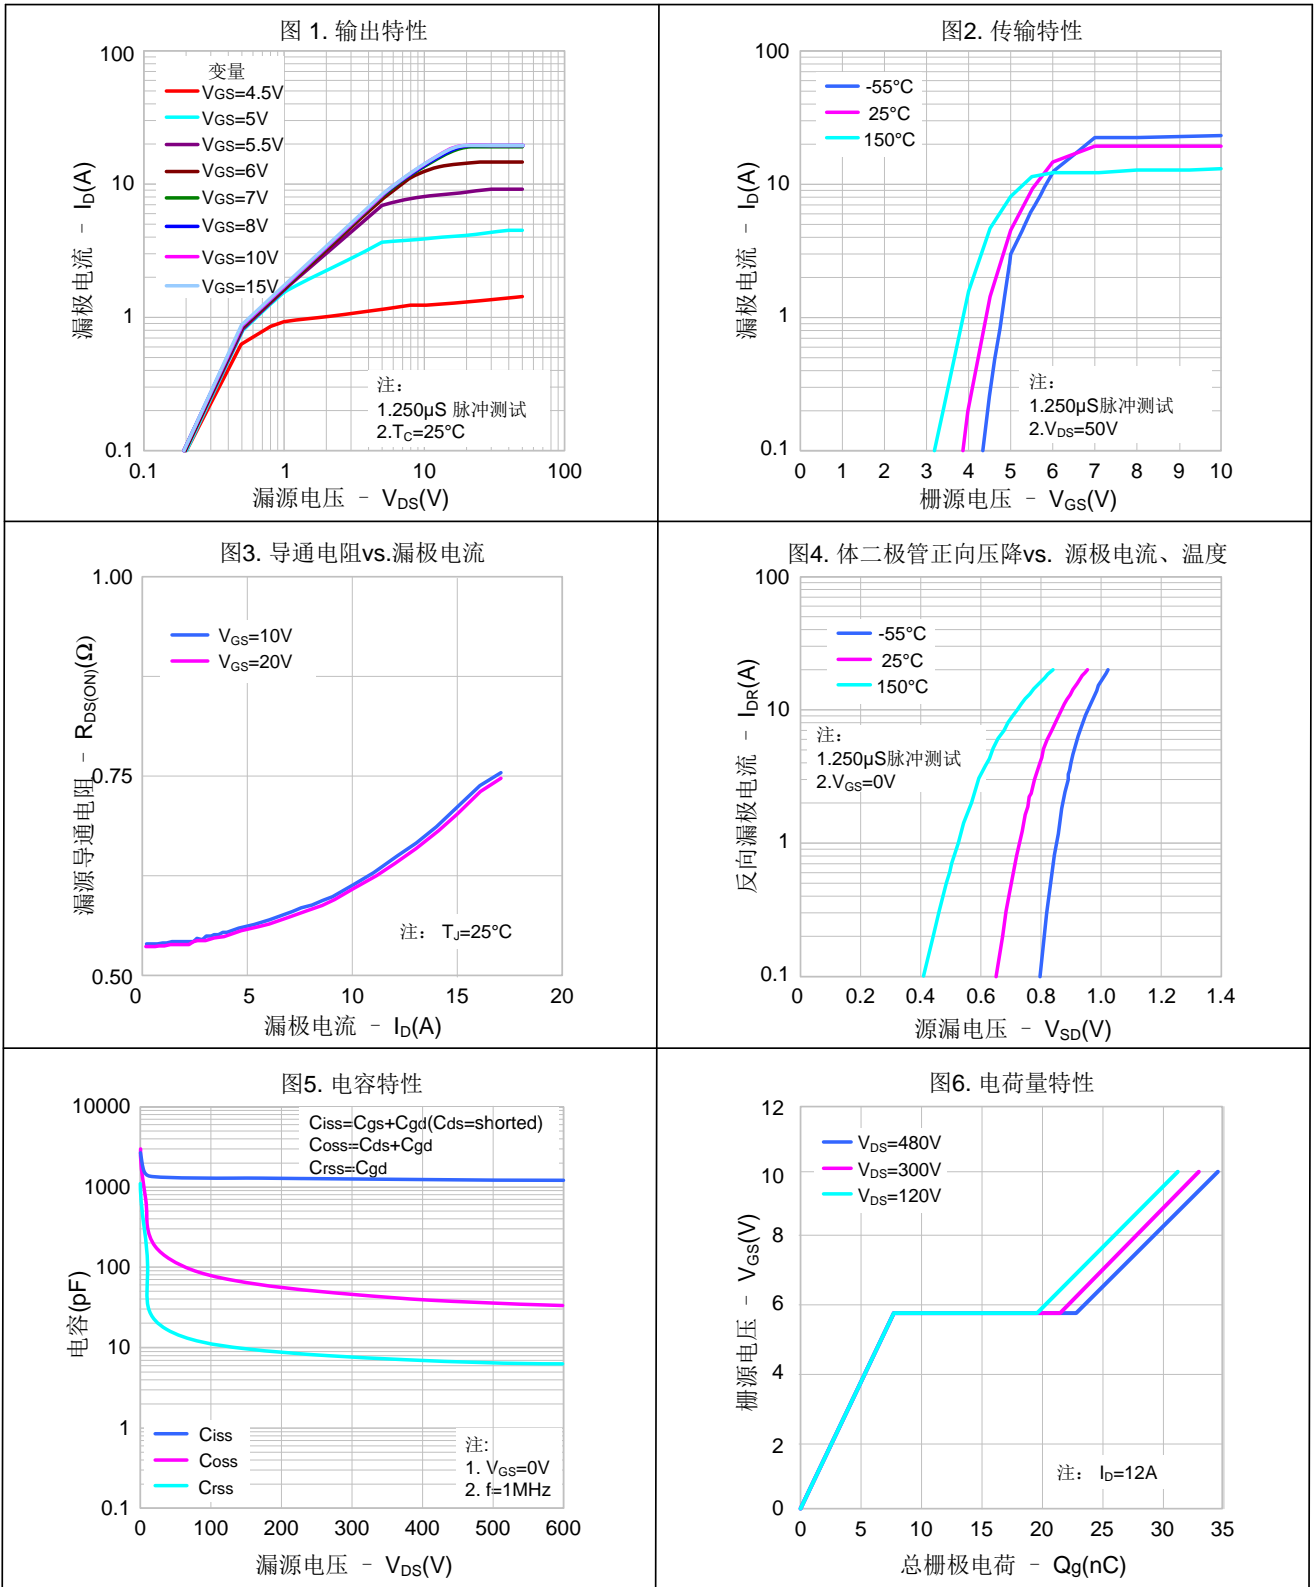 图 1. 输出特性
漏极电流 - ID(A)
100
10
1
0.1
变量
VGS=4.5V
VGS=5V
VGS=5.5V
VGS=6V
VGS=7V
VGS=8V
VGS=10V
VGS=15V
注:
1.250μS 脉冲测试
2.TC=25°C
0.1 1 10 100
漏源电压 - VDS(V)
图2. 传输特性
漏极电流 - ID(A)
100
10
1
0.1
-55°C
25°C
150°C
注:
1.250μS脉冲测试
2.VDS=50V
0 1 2 3 4 5 6 7 8 9 10
栅源电压 - VGS(V)
图3. 导通电阻vs.漏极电流
漏源导通电阻 - RDS(ON)(Ω)
1.00
0.75
0.50
VGS=10V
VGS=20V
注: TJ=25°C
0 5 10 15 20
漏极电流 - ID(A)
图4. 体二极管正向压降vs. 源极电流、温度
反向漏极电流 - IDR(A)
100
10
1
0.1
-55°C
25°C
150°C
注:
1.250μS脉冲测试
2.VGS=0V
0 0.2 0.4 0.6 0.8 1.0 1.2 1.4
源漏电压 - VSD(V)
图5. 电容特性
电容(pF)
10000
1000
100
10
1
0.1
Ciss=Cgs+Cgd(Cds=shorted)
Coss=Cds+Cgd
Crss=Cgd
Ciss
Coss
Crss
注:
1. VGS=0V
2. f=1MHz
0 100 200 300 400 500 600
漏源电压 - VDS(V)
图6. 电荷量特性
栅源电压 - VGS(V)
12
10
8
6
4
2
0
VDS=480V
VDS=300V
VDS=120V
注: ID=12A
0 5 10 15 20 25 30 35
总栅极电荷 - Qg(nC)